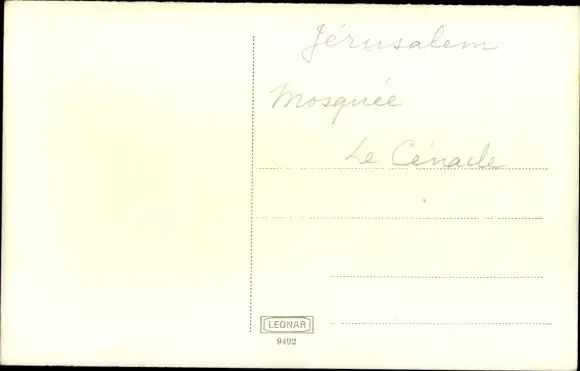 Jérusalem
Mosquée
Le Cénacle
LEONAR
9492